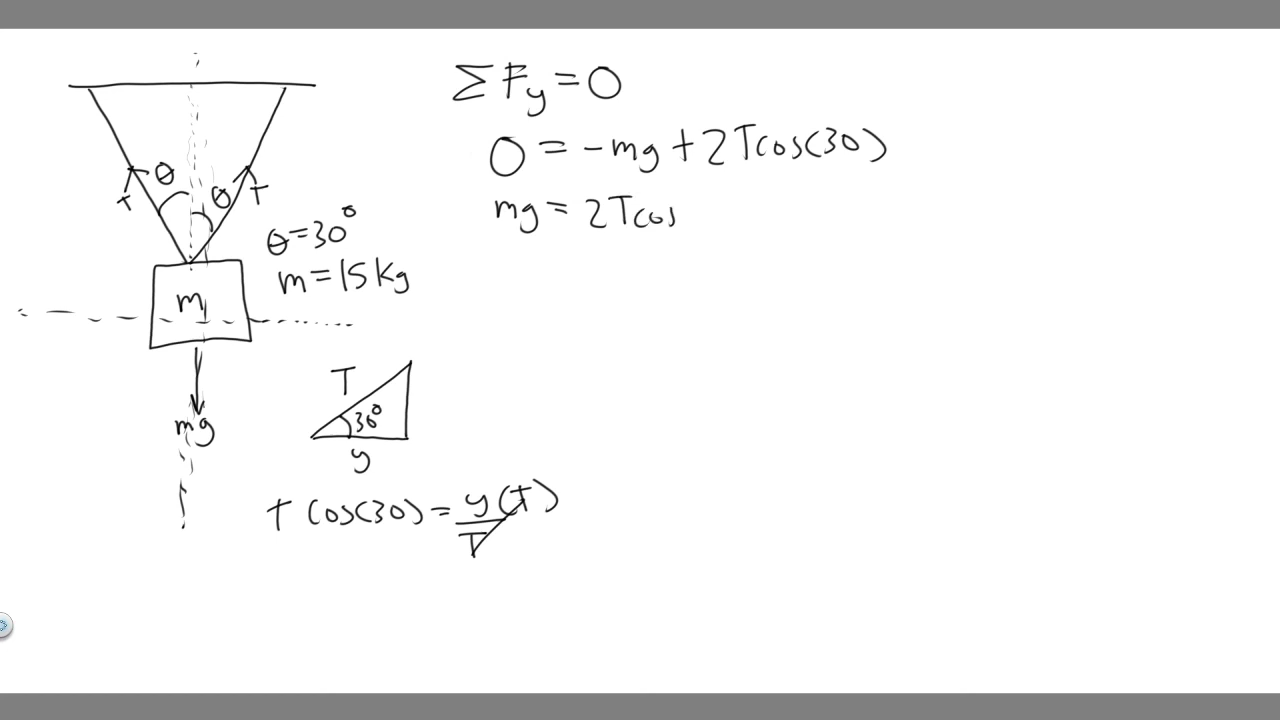 ΣFy=0
0=-mg+2Tcos(30)
mg=2Tcos
θ
θ
T
T
θ=30°
m=15kg
m
mg
T
30°
y
T cos(30)=y(T)/T